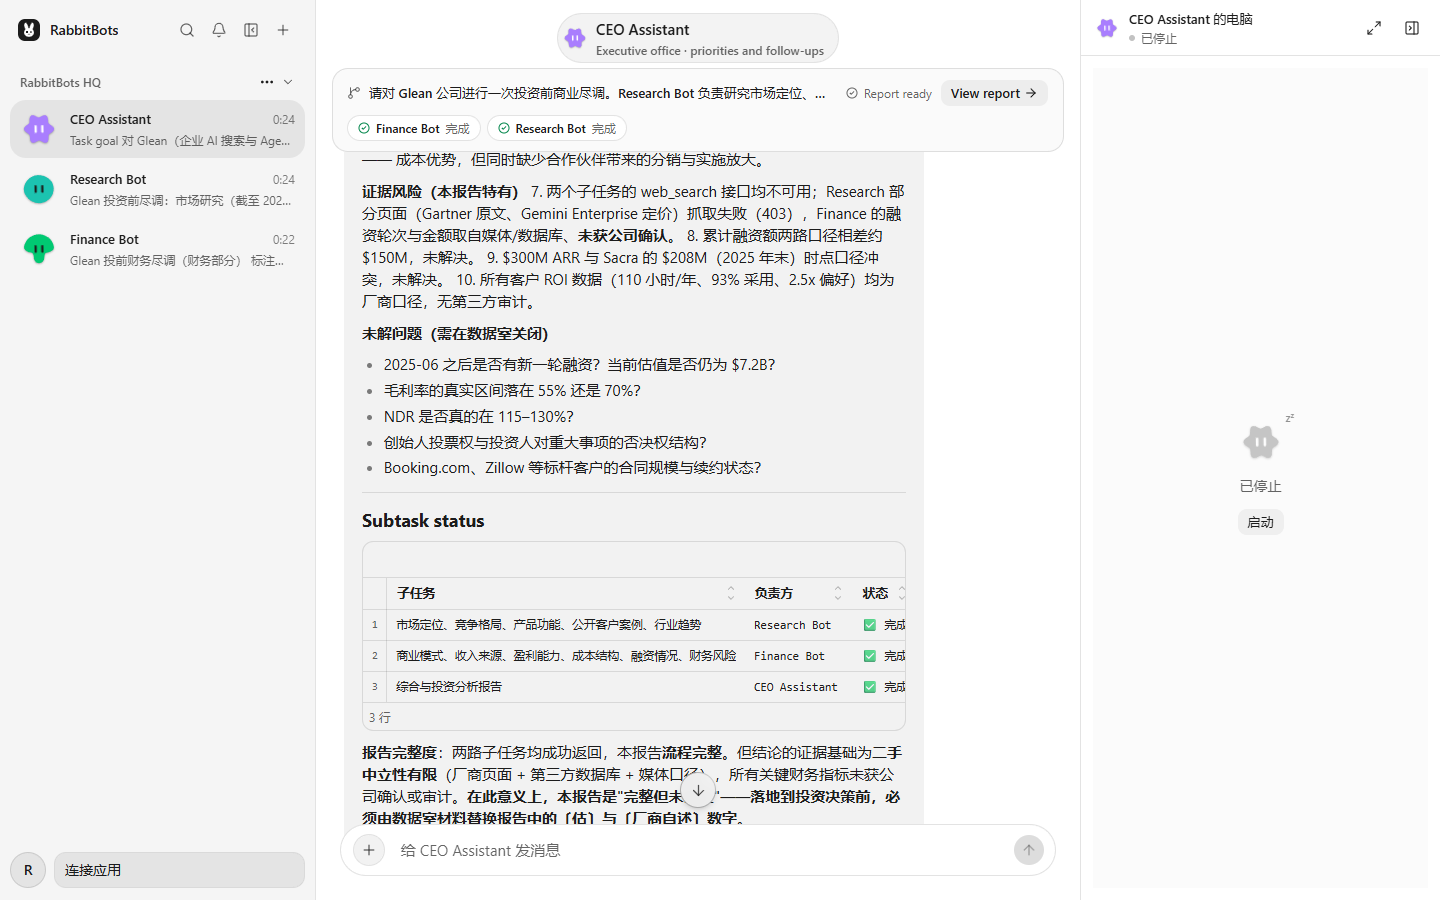 RabbitBots
RabbitBots HQ
CEO Assistant
0:24
Task goal 对 Glean（企业 AI 搜索与 Age...
Research Bot
0:24
Glean 投资前尽调：市场研究（截至 202...
Finance Bot
0:22
Glean 投前财务尽调（财务部分） 标注...
R
连接应用
CEO Assistant
Executive office · priorities and follow-ups
请对 Glean 公司进行一次投资前商业尽调。Research Bot 负责研究市场定位、...
Report ready
View report
Finance Bot 完成
Research Bot 完成
—— 成本优势，但同时缺少合作伙伴带来的分销与实施放大。
证据风险（本报告特有） 7. 两个子任务的 web_search 接口均不可用；Research 部
分页面（Gartner 原文、Gemini Enterprise 定价）抓取失败（403），Finance 的融
资轮次与金额取自媒体/数据库、未获公司确认。 8. 累计融资额两路口径相差约
$150M，未解决。 9. $300M ARR 与 Sacra 的 $208M（2025 年末）时点口径冲
突，未解决。 10. 所有客户 ROI 数据（110 小时/年、93% 采用、2.5x 偏好）均为
厂商口径，无第三方审计。
未解问题（需在数据室关闭）
2025-06 之后是否有新一轮融资？当前估值是否仍为 $7.2B？
毛利率的真实区间落在 55% 还是 70%？
NDR 是否真的在 115–130%？
创始人投票权与投资人对重大事项的否决权结构？
Booking.com、Zillow 等标杆客户的合同规模与续约状态？
Subtask status
子任务 负责方 状态
1 市场定位、竞争格局、产品功能、公开客户案例、行业趋势 Research Bot ✅ 完成
2 商业模式、收入来源、盈利能力、成本结构、融资情况、财务风险 Finance Bot ✅ 完成
3 综合与投资分析报告 CEO Assistant ✅ 完成
3 行
报告完整度：两路子任务均成功返回，本报告流程完整。但结论的证据基础为二手
中立性有限（厂商页面 + 第三方数据库 + 媒体口径），所有关键财务指标未获公
司确认或审计。在此意义上，本报告是"完整但未"——落地到投资决策前，必
须由数据室材料替换报告中的〔估〕与〔厂商自述〕数字。
给 CEO Assistant 发消息
CEO Assistant 的电脑
已停止
z z
已停止
启动